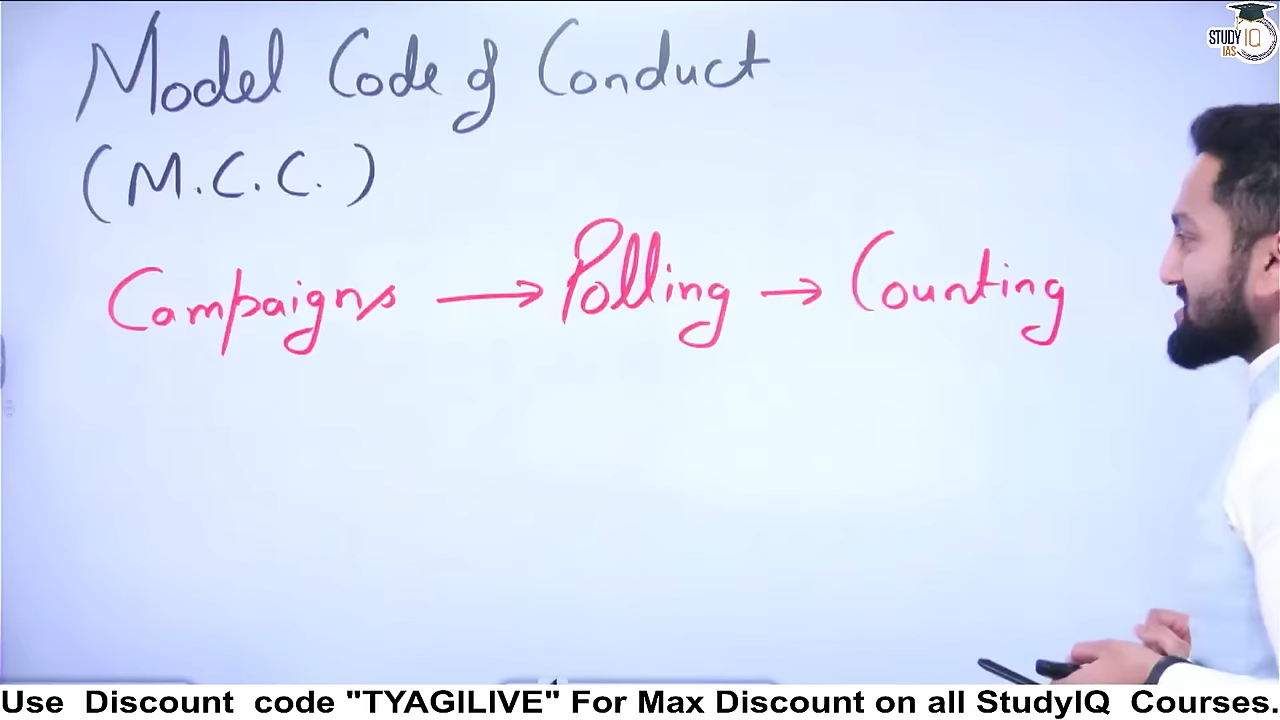 Model Code of Conduct
STUDY IQ
IAS
(M.C.C.)
Campaigns → Polling → Counting
Use Discount code "TYAGILIVE" For Max Discount on all StudyIQ Courses.